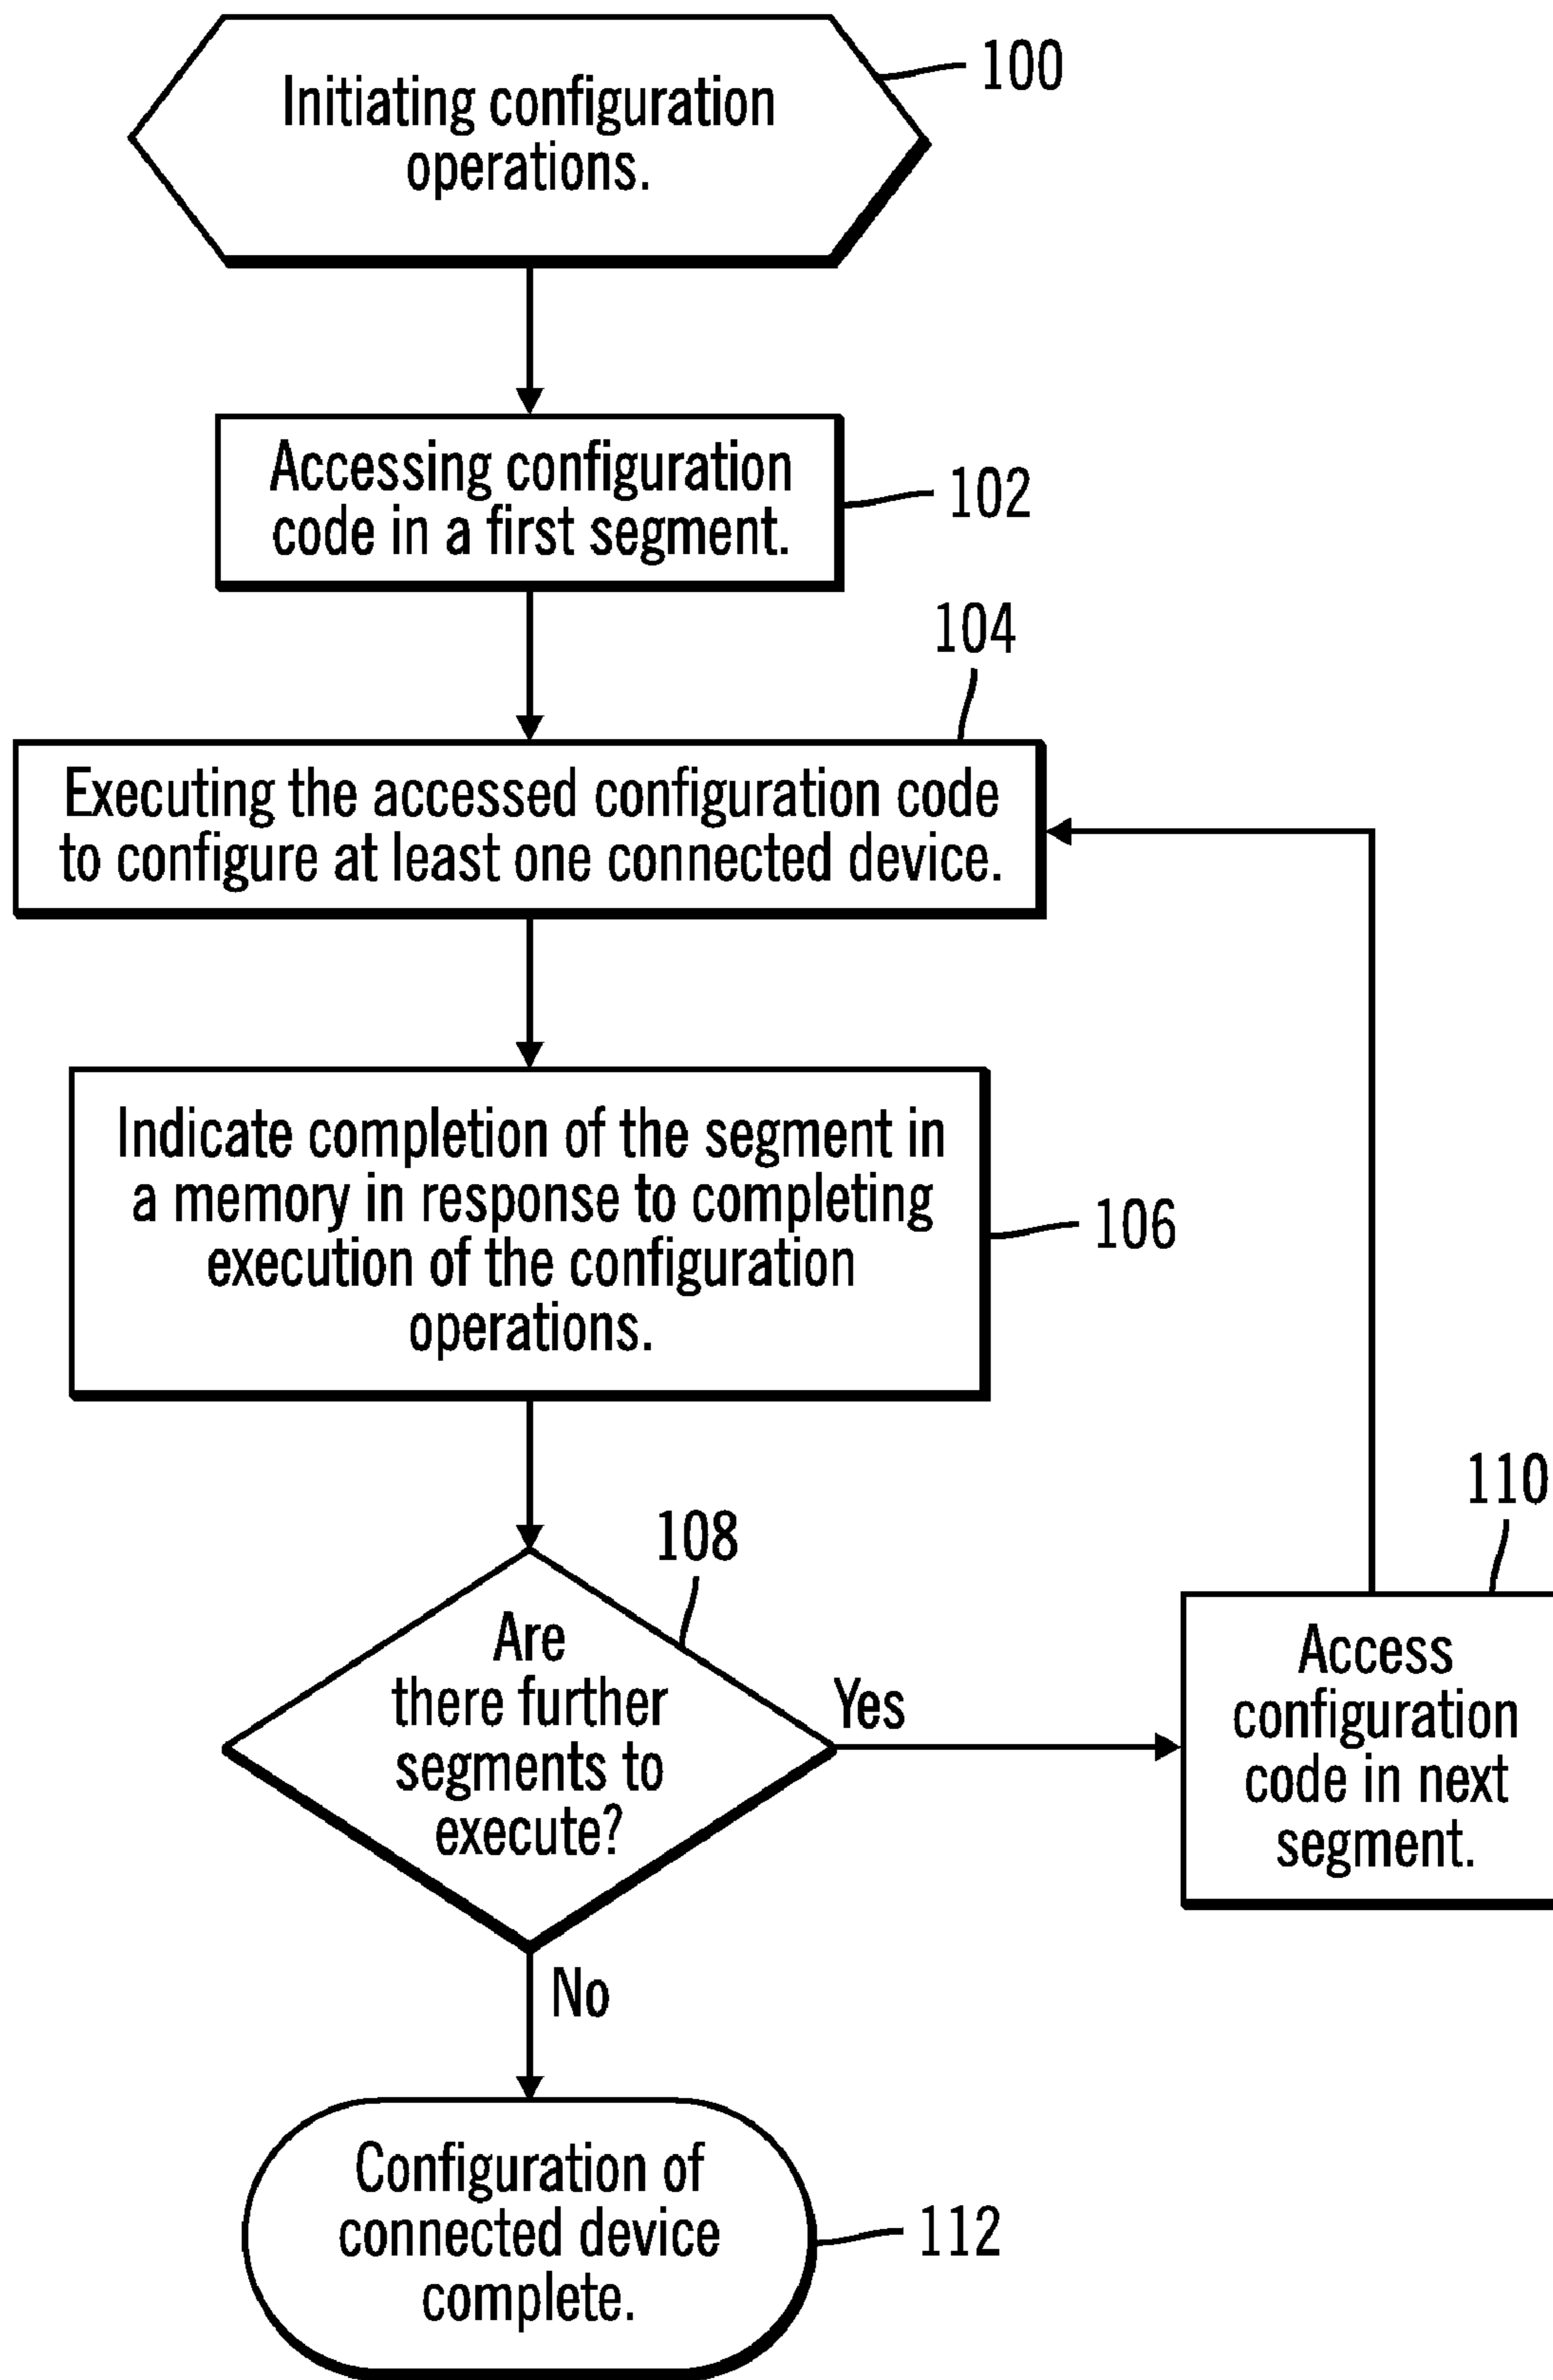 Initiating configuration
operations.
100
Accessing configuration
code in a first segment.
102
104
Executing the accessed configuration code
to configure at least one connected device.
Indicate completion of the segment in
a memory in response to completing
execution of the configuration
operations.
106
108
Are
there further
segments to
execute?
Yes
110
Access
configuration
code in next
segment.
No
Configuration of
connected device
complete.
112